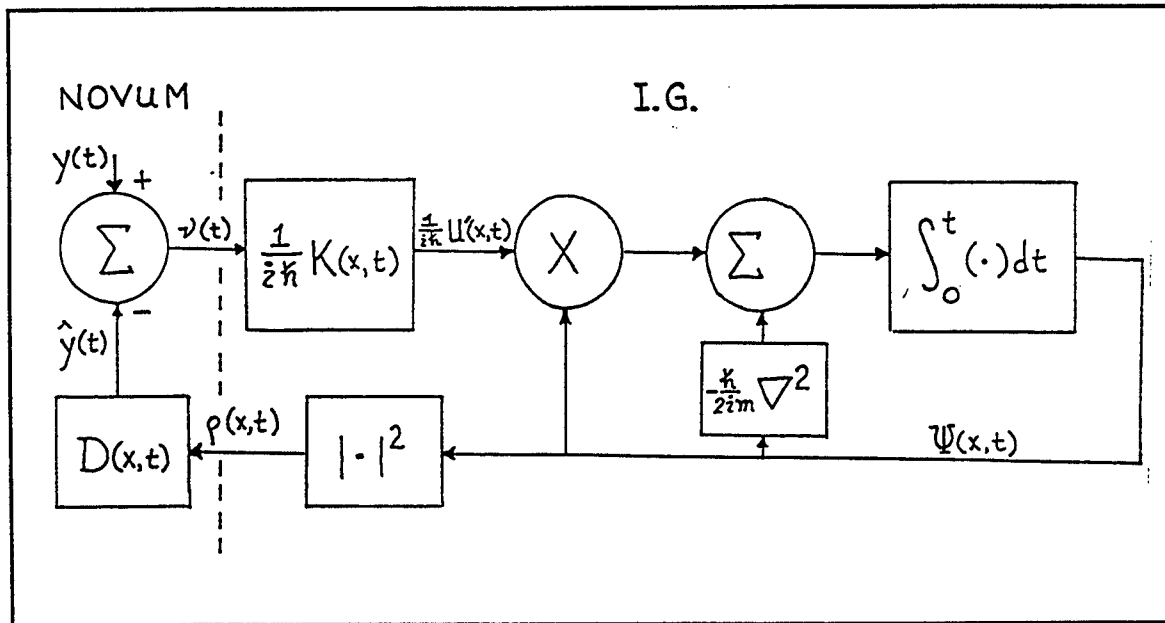 NOVUM
I.G.
y(t)
+
Σ
ν(t)
1/iℏ K(x,t)
1/iℏ U'(x,t)
X
Σ
∫₀ᵗ (·) dt
−
ŷ(t)
-ℏ/2im ∇²
D(x,t)
ρ(x,t)
|·|²
Ψ(x,t)